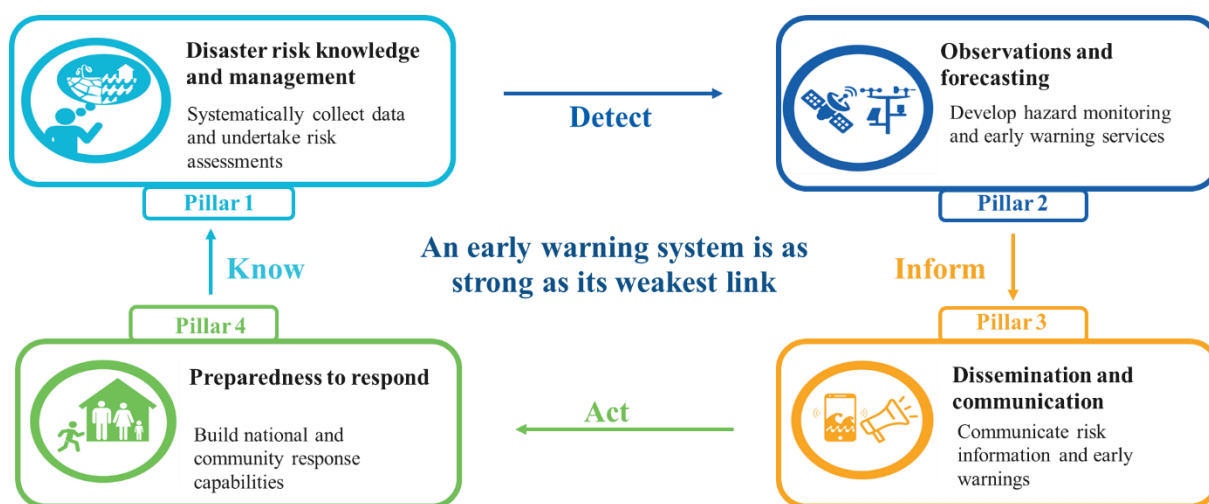 Disaster risk knowledge
and management
Systematically collect data
and undertake risk
assessments
Pillar 1
Detect
Observations and
forecasting
Develop hazard monitoring
and early warning services
Pillar 2
Know
An early warning system is as
strong as its weakest link
Inform
Pillar 4
Preparedness to respond
Build national and
community response
capabilities
Act
Pillar 3
Dissemination and
communication
Communicate risk
information and early
warnings